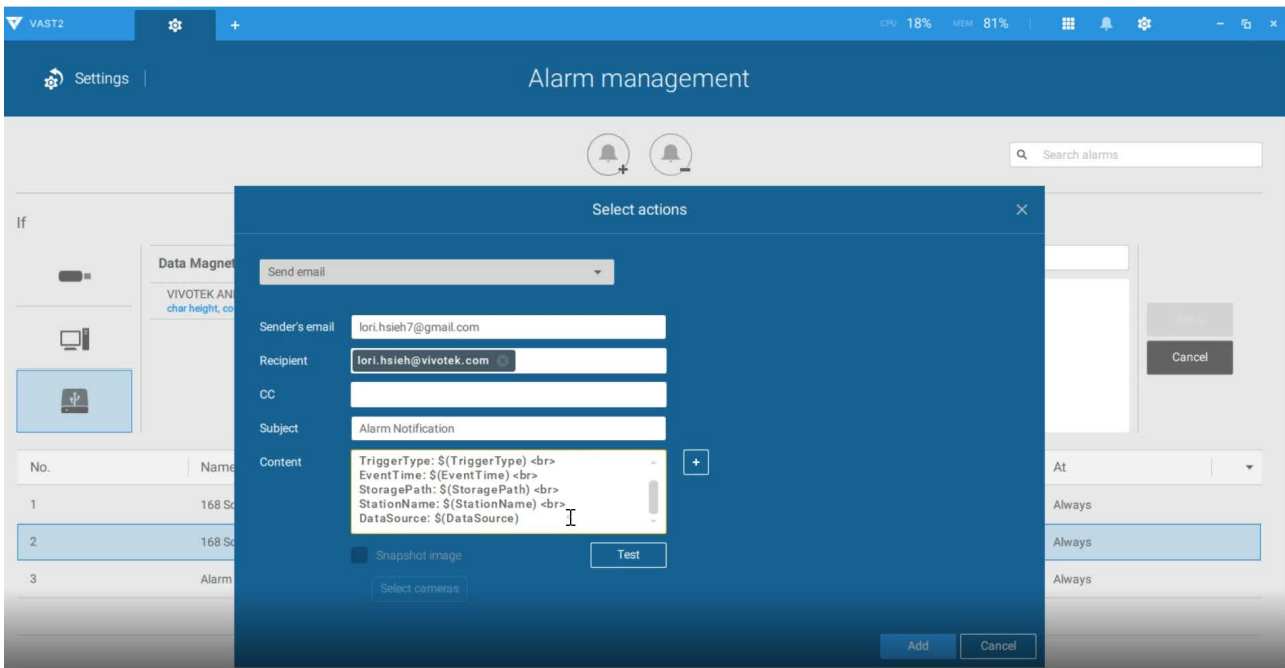 VAST2
+
CPU 18% MEM 81%
Settings
Alarm management
Search alarms
Select actions
If
Data Magnet
VIVOTEK AN
char height, co
Send email
Sender's email
lori.hsieh7@gmail.com
Recipient
lori.hsieh@vivotek.com
CC
Subject
Alarm Notification
Content
TriggerType: $(TriggerType) <br>
EventTime: $(EventTime) <br>
StoragePath: $(StoragePath) <br>
StationName: $(StationName) <br>
DataSource: $(DataSource)
+
Snapshot image
Test
Select cameras
Add
Cancel
Apply
Cancel
No. Name At
1 168 Sc Always
2 168 Sc Always
3 Alarm Always